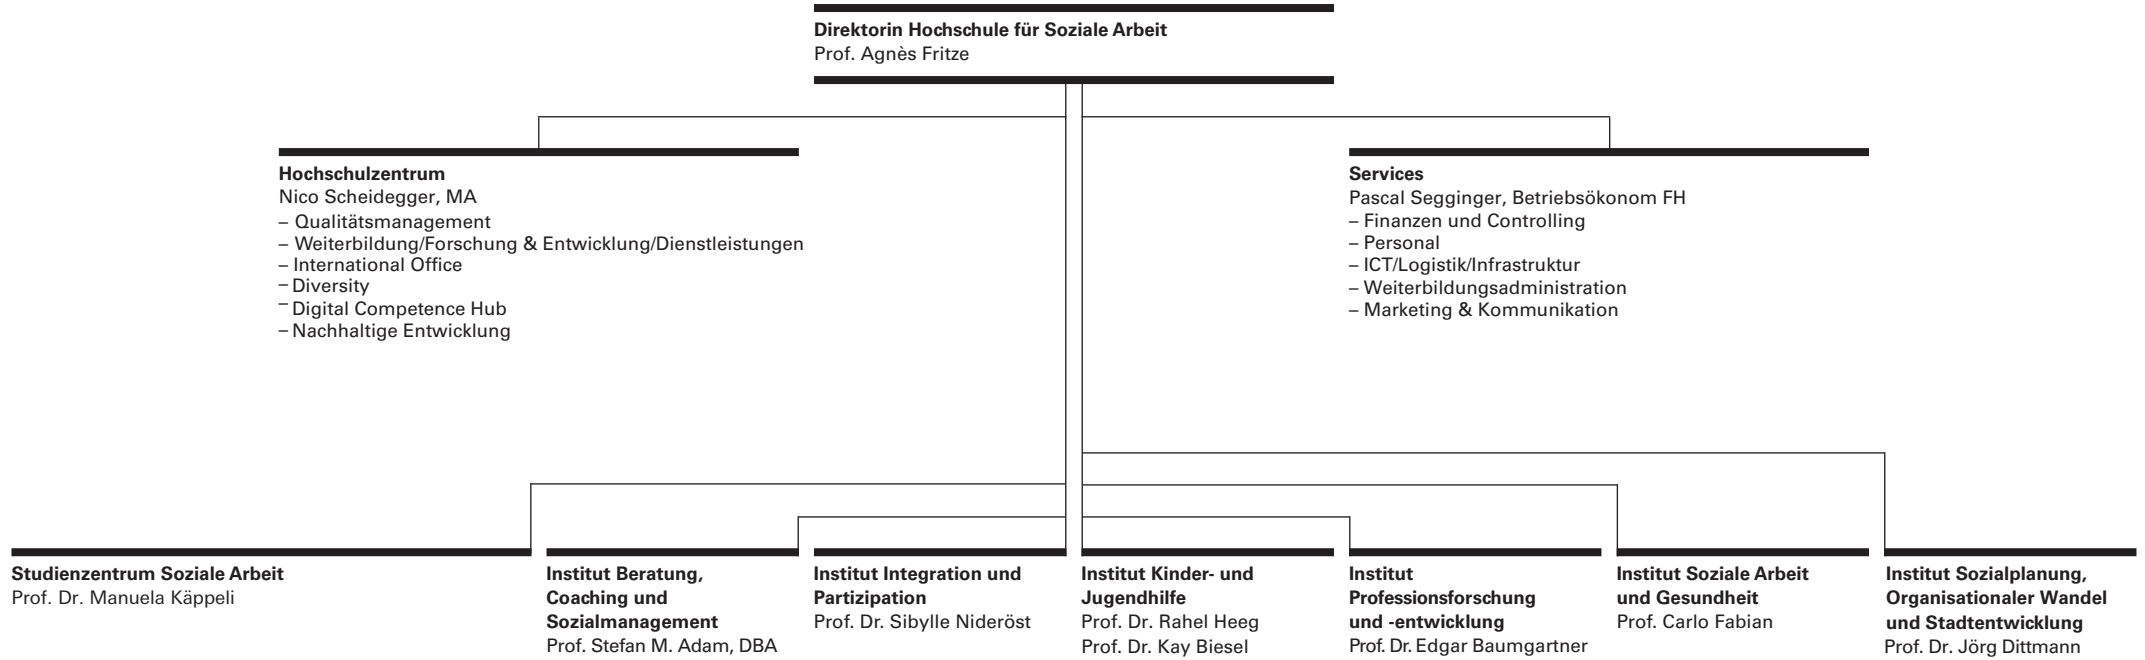 Direktorin Hochschule für Soziale Arbeit
Prof. Agnès Fritze
Hochschulzentrum
Nico Scheidegger, MA
– Qualitätsmanagement
– Weiterbildung/Forschung & Entwicklung/Dienstleistungen
– International Office
– Diversity
– Digital Competence Hub
– Nachhaltige Entwicklung
Services
Pascal Segginger, Betriebsökonom FH
– Finanzen und Controlling
– Personal
– ICT/Logistik/Infrastruktur
– Weiterbildungsadministration
– Marketing & Kommunikation
Studienzentrum Soziale Arbeit
Prof. Dr. Manuela Käppeli
Institut Beratung,
Coaching und
Sozialmanagement
Prof. Stefan M. Adam, DBA
Institut Integration und
Partizipation
Prof. Dr. Sibylle Nideröst
Institut Kinder- und
Jugendhilfe
Prof. Dr. Rahel Heeg
Prof. Dr. Kay Biesel
Institut
Professionsforschung
und -entwicklung
Prof. Dr. Edgar Baumgartner
Institut Soziale Arbeit
und Gesundheit
Prof. Carlo Fabian
Institut Sozialplanung,
Organisationaler Wandel
und Stadtentwicklung
Prof. Dr. Jörg Dittmann